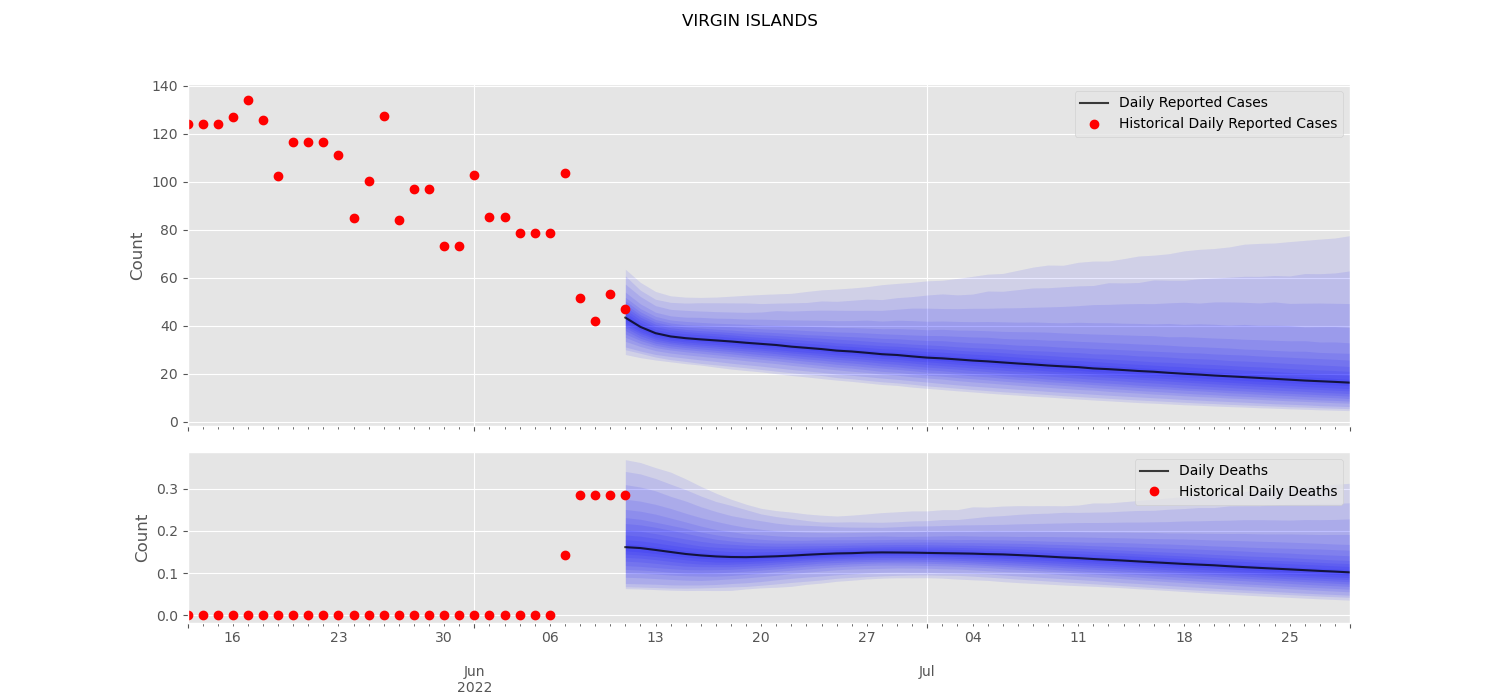 VIRGIN ISLANDS
140
120
100
80
60
40
20
0
Count
Daily Reported Cases
Historical Daily Reported Cases
0.3
0.2
0.1
0.0
Count
Daily Deaths
Historical Daily Deaths
16 23 30 06 13 20 27 04 11 18 25
Jun Jul
2022